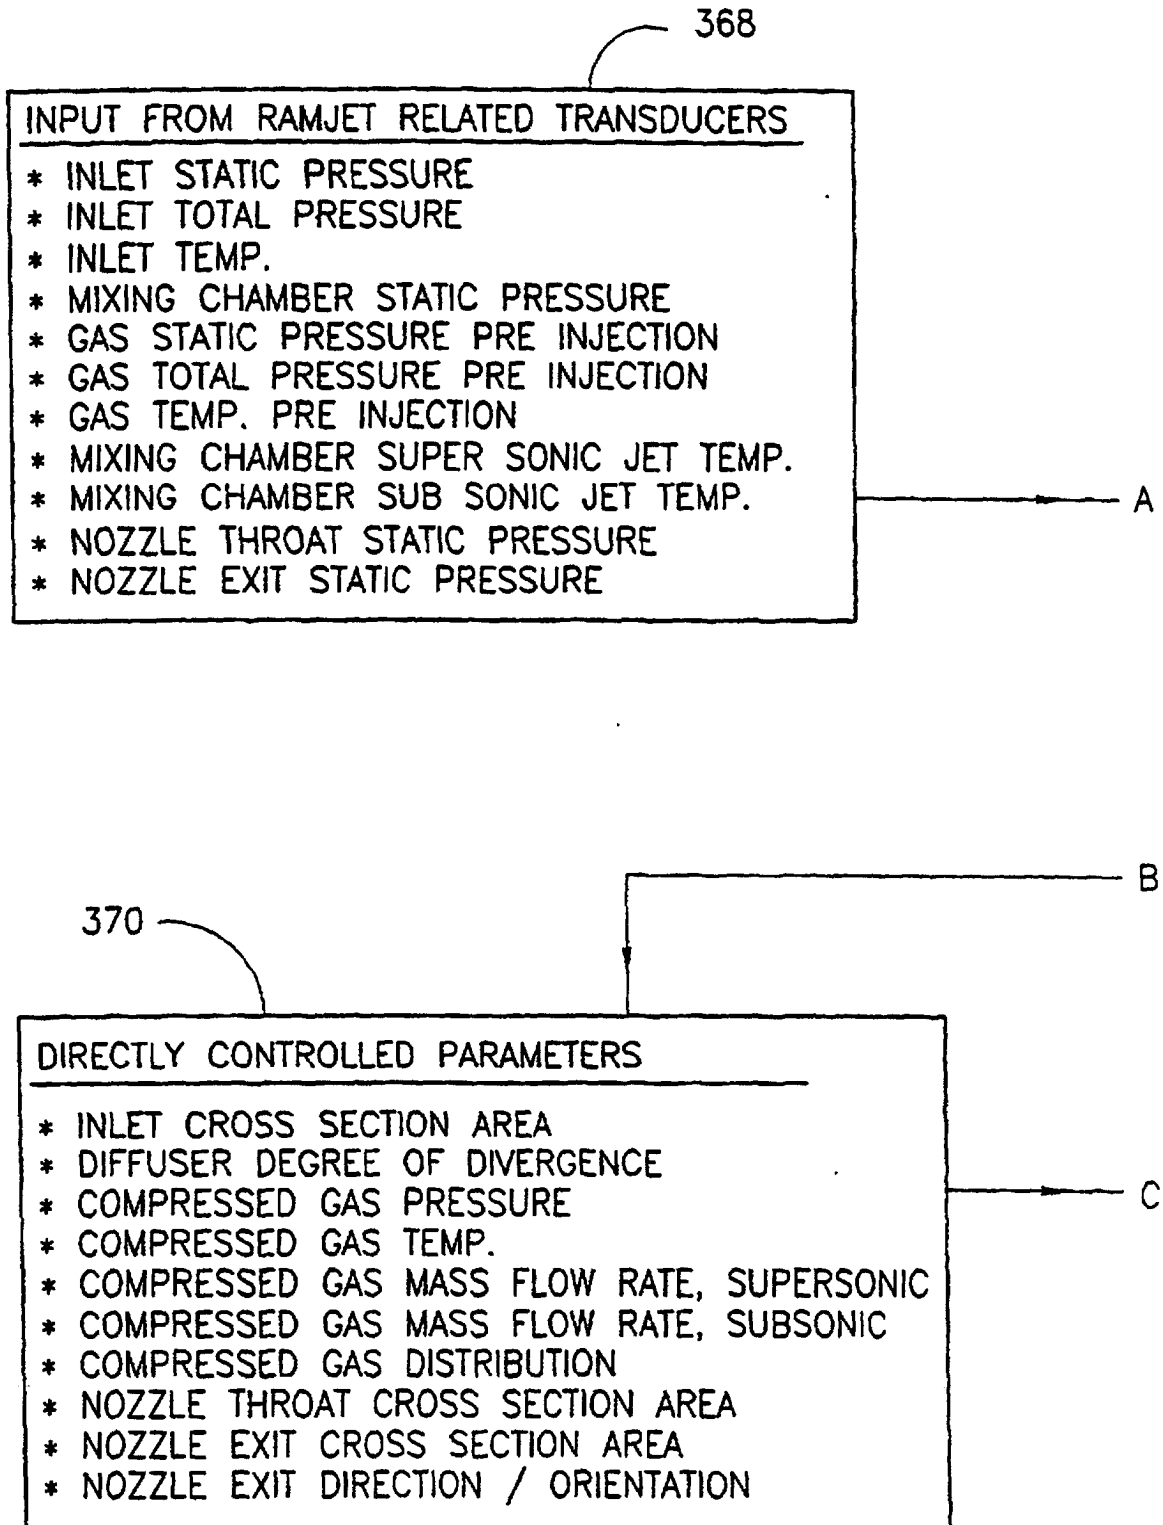 368
INPUT FROM RAMJET RELATED TRANSDUCERS
* INLET STATIC PRESSURE
* INLET TOTAL PRESSURE
* INLET TEMP.
* MIXING CHAMBER STATIC PRESSURE
* GAS STATIC PRESSURE PRE INJECTION
* GAS TOTAL PRESSURE PRE INJECTION
* GAS TEMP. PRE INJECTION
* MIXING CHAMBER SUPER SONIC JET TEMP.
* MIXING CHAMBER SUB SONIC JET TEMP.
A
* NOZZLE THROAT STATIC PRESSURE
* NOZZLE EXIT STATIC PRESSURE
B
370
DIRECTLY CONTROLLED PARAMETERS
* INLET CROSS SECTION AREA
* DIFFUSER DEGREE OF DIVERGENCE
* COMPRESSED GAS PRESSURE
C
* COMPRESSED GAS TEMP.
* COMPRESSED GAS MASS FLOW RATE, SUPERSONIC
* COMPRESSED GAS MASS FLOW RATE, SUBSONIC
* COMPRESSED GAS DISTRIBUTION
* NOZZLE THROAT CROSS SECTION AREA
* NOZZLE EXIT CROSS SECTION AREA
* NOZZLE EXIT DIRECTION / ORIENTATION